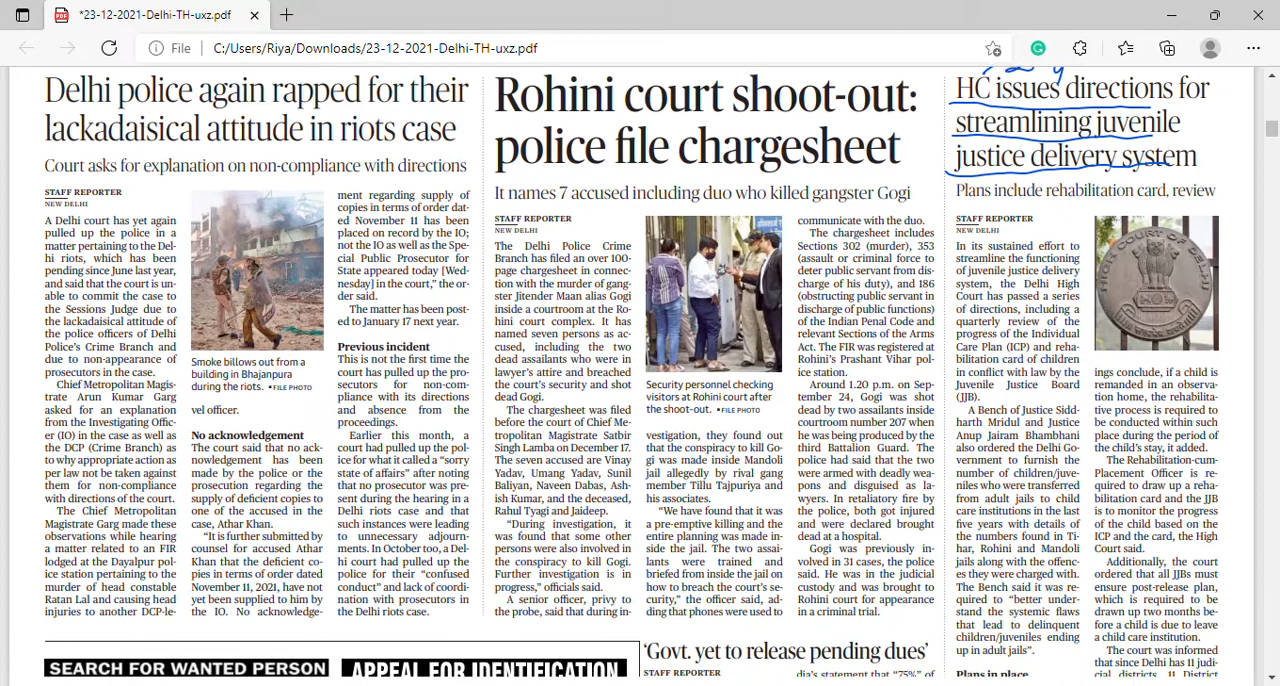 *23-12-2021-Delhi-TH-uxz.pdf
File
C:/Users/Riya/Downloads/23-12-2021-Delhi-TH-uxz.pdf
Delhi police again rapped for their
lackadaisical attitude in riots case
Court asks for explanation on non-compliance with directions
STAFF REPORTER
NEW DELHI
A Delhi court has yet again
pulled up the police in a
matter pertaining to the Del-
hi riots, which has been
pending since June last year,
and said that the court is un-
able to commit the case to
the Sessions Judge due to
the lackadaisical attitude of
the police officers of Delhi
Police's Crime Branch and
due to non-appearance of
prosecutors in the case.
Chief Metropolitan Magis-
trate Arun Kumar Garg
asked for an explanation
from the Investigating Offic-
er (IO) in the case as well as
the DCP (Crime Branch) as
to why appropriate action as
per law not be taken against
them for non-compliance
with directions of the court.
The Chief Metropolitan
Magistrate Garg made these
observations while hearing
a matter related to an FIR
lodged at the Dayalpur po-
lice station pertaining to the
murder of head constable
Ratan Lal and causing head
injuries to another DCP-le-
Smoke billows out from a
building in Bhajanpura
during the riots. ▪FILE PHOTO
vel officer.
No acknowledgement
The court said that no ack-
nowledgement has been
made by the police or the
prosecution regarding the
supply of deficient copies to
one of the accused in the
case, Athar Khan.
"It is further submitted by
counsel for accused Athar
Khan that the deficient co-
pies in terms of order dated
November 11, 2021, have not
yet been supplied to him by
the IO. No acknowledge-
ment regarding supply of
copies in terms of order dat-
ed November 11 has been
placed on record by the IO;
not the IO as well as the Spe-
cial Public Prosecutor for
State appeared today [Wed-
nesday] in the court," the or-
der said.
The matter has been post-
ed to January 17 next year.
Previous incident
This is not the first time the
court has pulled up the pro-
secutors for non-com-
pliance with its directions
and absence from the
proceedings.
Earlier this month, a
court had pulled up the pol-
ice for what it called a "sorry
state of affairs" after noting
that no prosecutor was pre-
sent during the hearing in a
Delhi riots case and that
such instances were leading
to unnecessary adjourn-
ments. In October too, a Del-
hi court had pulled up the
police for their "confused
conduct" and lack of coordi-
nation with prosecutors in
the Delhi riots case.
Rohini court shoot-out:
police file chargesheet
It names 7 accused including duo who killed gangster Gogi
STAFF REPORTER
NEW DELHI
The Delhi Police Crime
Branch has filed an over 100-
page chargesheet in connec-
tion with the murder of gang-
ster Jitender Maan alias Gogi
inside a courtroom at the Ro-
hini court complex. It has
named seven persons as ac-
cused, including the two
dead assailants who were in
lawyer's attire and breached
the court's security and shot
dead Gogi.
The chargesheet was filed
before the court of Chief Me-
tropolitan Magistrate Satbir
Singh Lamba on December 17.
The seven accused are Vinay
Yadav, Umang Yadav, Sunil
Baliyan, Naveen Dabas, Ash-
ish Kumar, and the deceased,
Rahul Tyagi and Jaideep.
"During investigation, it
was found that some other
persons were also involved in
the conspiracy to kill Gogi.
Further investigation is in
progress," officials said.
A senior officer, privy to
the probe, said that during in-
Security personnel checking
visitors at Rohini court after
the shoot-out. ▪FILE PHOTO
vestigation, they found out
that the conspiracy to kill Go-
gi was made inside Mandoli
jail allegedly by rival gang
member Tillu Tajpuriya and
his associates.
"We have found that it was
a pre-emptive killing and the
entire planning was made in-
side the jail. The two assai-
lants were trained and
briefed from inside the jail on
how to breach the court's se-
curity," the officer said, ad-
ding that phones were used to
communicate with the duo.
The chargesheet includes
Sections 302 (murder), 353
(assault or criminal force to
deter public servant from dis-
charge of his duty), and 186
(obstructing public servant in
discharge of public functions)
of the Indian Penal Code and
relevant Sections of the Arms
Act. The FIR was registered at
Rohini's Prashant Vihar pol-
ice station.
Around 1.20 p.m. on Sep-
tember 24, Gogi was shot
dead by two assailants inside
courtroom number 207 when
he was being produced by the
third Battalion Guard. The
police had said that the two
were armed with deadly wea-
pons and disguised as la-
wyers. In retaliatory fire by
the police, both got injured
and were declared brought
dead at a hospital.
Gogi was previously in-
volved in 31 cases, the police
said. He was in the judicial
custody and was brought to
Rohini court for appearance
in a criminal trial.
HC issues directions for
streamlining juvenile
justice delivery system
Plans include rehabilitation card, review
STAFF REPORTER
NEW DELHI
In its sustained effort to
streamline the functioning
of juvenile justice delivery
system, the Delhi High
Court has passed a series
of directions, including a
quarterly review of the
progress of the Individual
Care Plan (ICP) and reha-
bilitation card of children
in conflict with law by the
Juvenile Justice Board
(JJB).
A Bench of Justice Sidd-
harth Mridul and Justice
Anup Jairam Bhambhani
also ordered the Delhi Go-
vernment to furnish the
number of children/juve-
niles who were transferred
from adult jails to child
care institutions in the last
five years with details of
the numbers found in Ti-
har, Rohini and Mandoli
jails along with the offenc-
es they were charged with.
The Bench said it was re-
quired to "better under-
stand the systemic flaws
that lead to delinquent
children/juveniles ending
up in adult jails".
Plans in place
HIGH COURT OF DELHI
ings conclude, if a child is
remanded in an observa-
tion home, the rehabilita-
tive process is required to
be conducted within such
place during the period of
the child's stay, it added.
The Rehabilitation-cum-
Placement Officer is re-
quired to draw up a reha-
bilitation card and the JJB
is to monitor the progress
of the child based on the
ICP and the card, the High
Court said.
Additionally, the court
ordered that all JJBs must
ensure post-release plan,
which is required to be
drawn up two months be-
fore a child is due to leave
a child care institution.
The court was informed
that since Delhi has 11 judi-
cial districts, 11 District
SEARCH FOR WANTED PERSON
APPEAL FOR IDENTIFICATION
'Govt. yet to release pending dues'
STAFF REPORTER
dia's statement that "75%" of